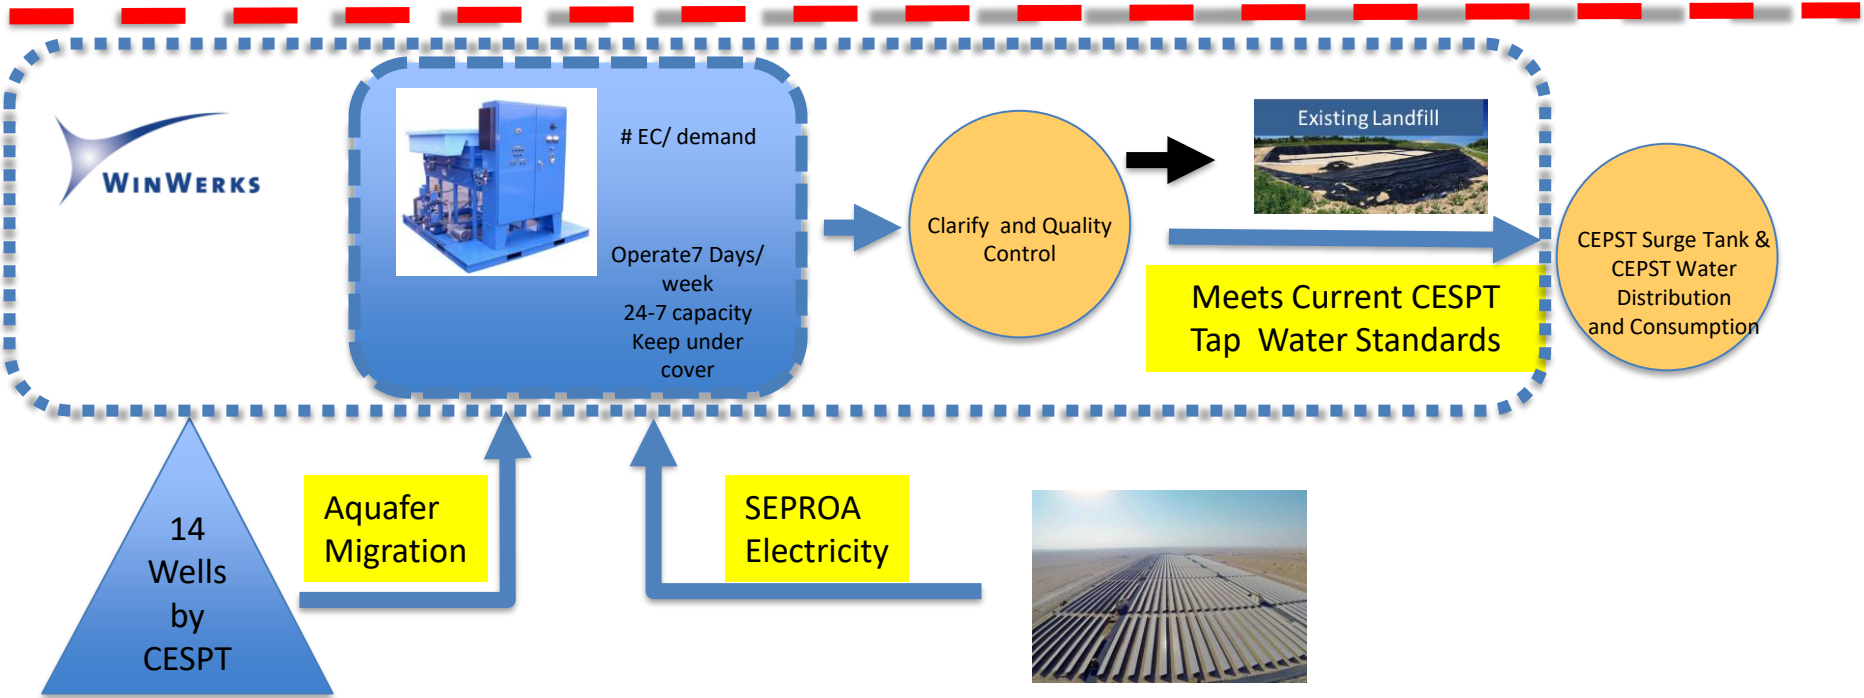 WINWERKS
# EC/ demand
Operate7 Days/
week
24-7 capacity
Keep under
cover
Clarify and Quality
Control
Existing Landfill
Meets Current CESPT
Tap Water Standards
CEPST Surge Tank &
CEPST Water
Distribution
and Consumption
14
Wells
by
CESPT
Aquafer
Migration
SEPROA
Electricity